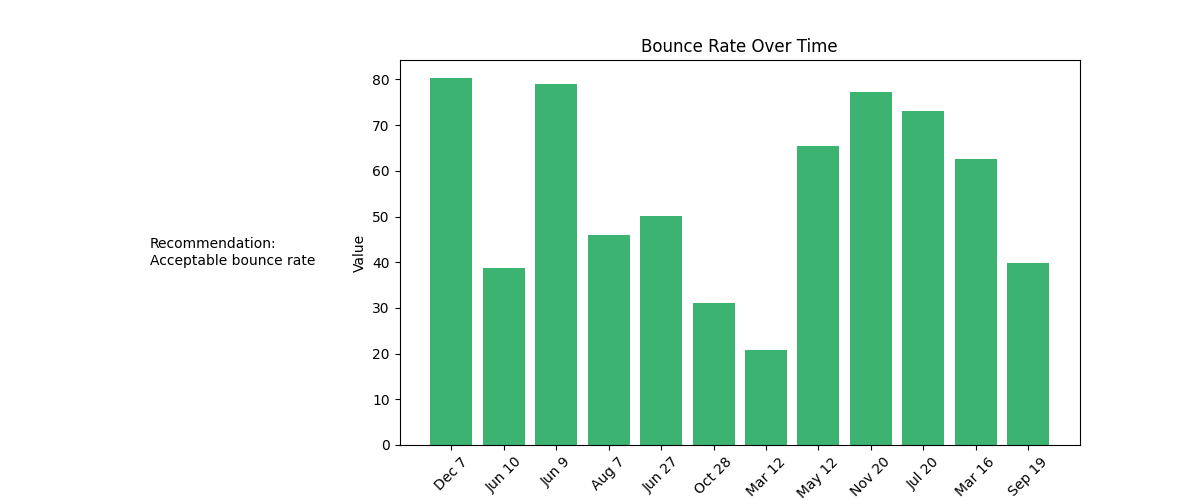 Bounce Rate Over Time
Recommendation:
Acceptable bounce rate
Value
80
70
60
50
40
30
20
10
0
Dec 7
Jun 10
Jun 9
Aug 7
Jun 27
Oct 28
Mar 12
May 12
Nov 20
Jul 20
Mar 16
Sep 19